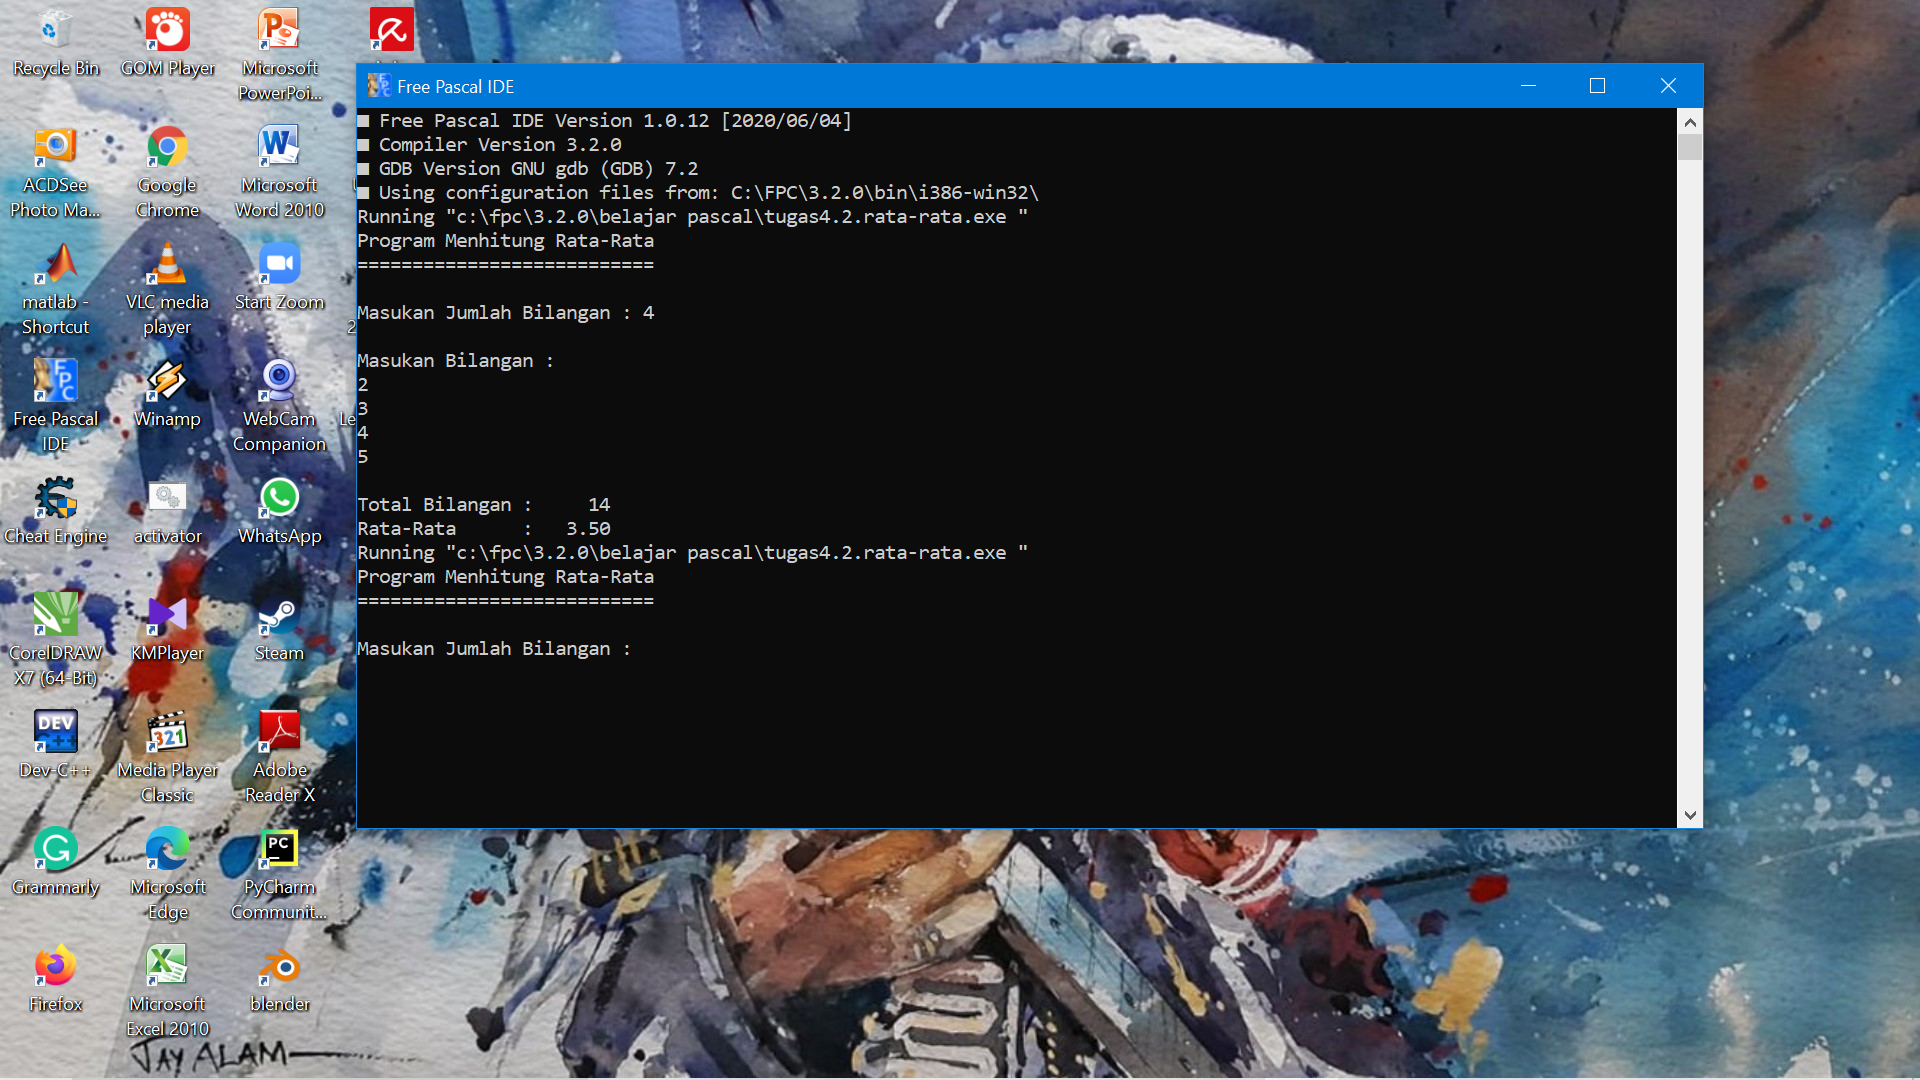 Recycle Bin
GOM Player
Microsoft
PowerPoi...
ACDSee
Photo Ma...
Google
Chrome
Microsoft
Word 2010
matlab -
Shortcut
VLC media
player
Start Zoom
2
Free Pascal
IDE
Winamp
WebCam
Companion
Le
Cheat Engine
activator
WhatsApp
CorelDRAW
X7 (64-Bit)
KMPlayer
Steam
DEV
C++
Dev-C++
321
Media Player
Classic
Adobe
Reader X
Grammarly
Microsoft
Edge
PC
PyCharm
Communit...
Firefox
Microsoft
Excel 2010
blender
JAY ALAM
Free Pascal IDE
Free Pascal IDE Version 1.0.12 [2020/06/04]
Compiler Version 3.2.0
GDB Version GNU gdb (GDB) 7.2
Using configuration files from: C:\FPC\3.2.0\bin\i386-win32\
Running "c:\fpc\3.2.0\belajar pascal\tugas4.2.rata-rata.exe "
Program Menhitung Rata-Rata
===========================
Masukan Jumlah Bilangan : 4
Masukan Bilangan :
2
3
4
5
Total Bilangan :     14
Rata-Rata      :   3.50
Running "c:\fpc\3.2.0\belajar pascal\tugas4.2.rata-rata.exe "
Program Menhitung Rata-Rata
===========================
Masukan Jumlah Bilangan :